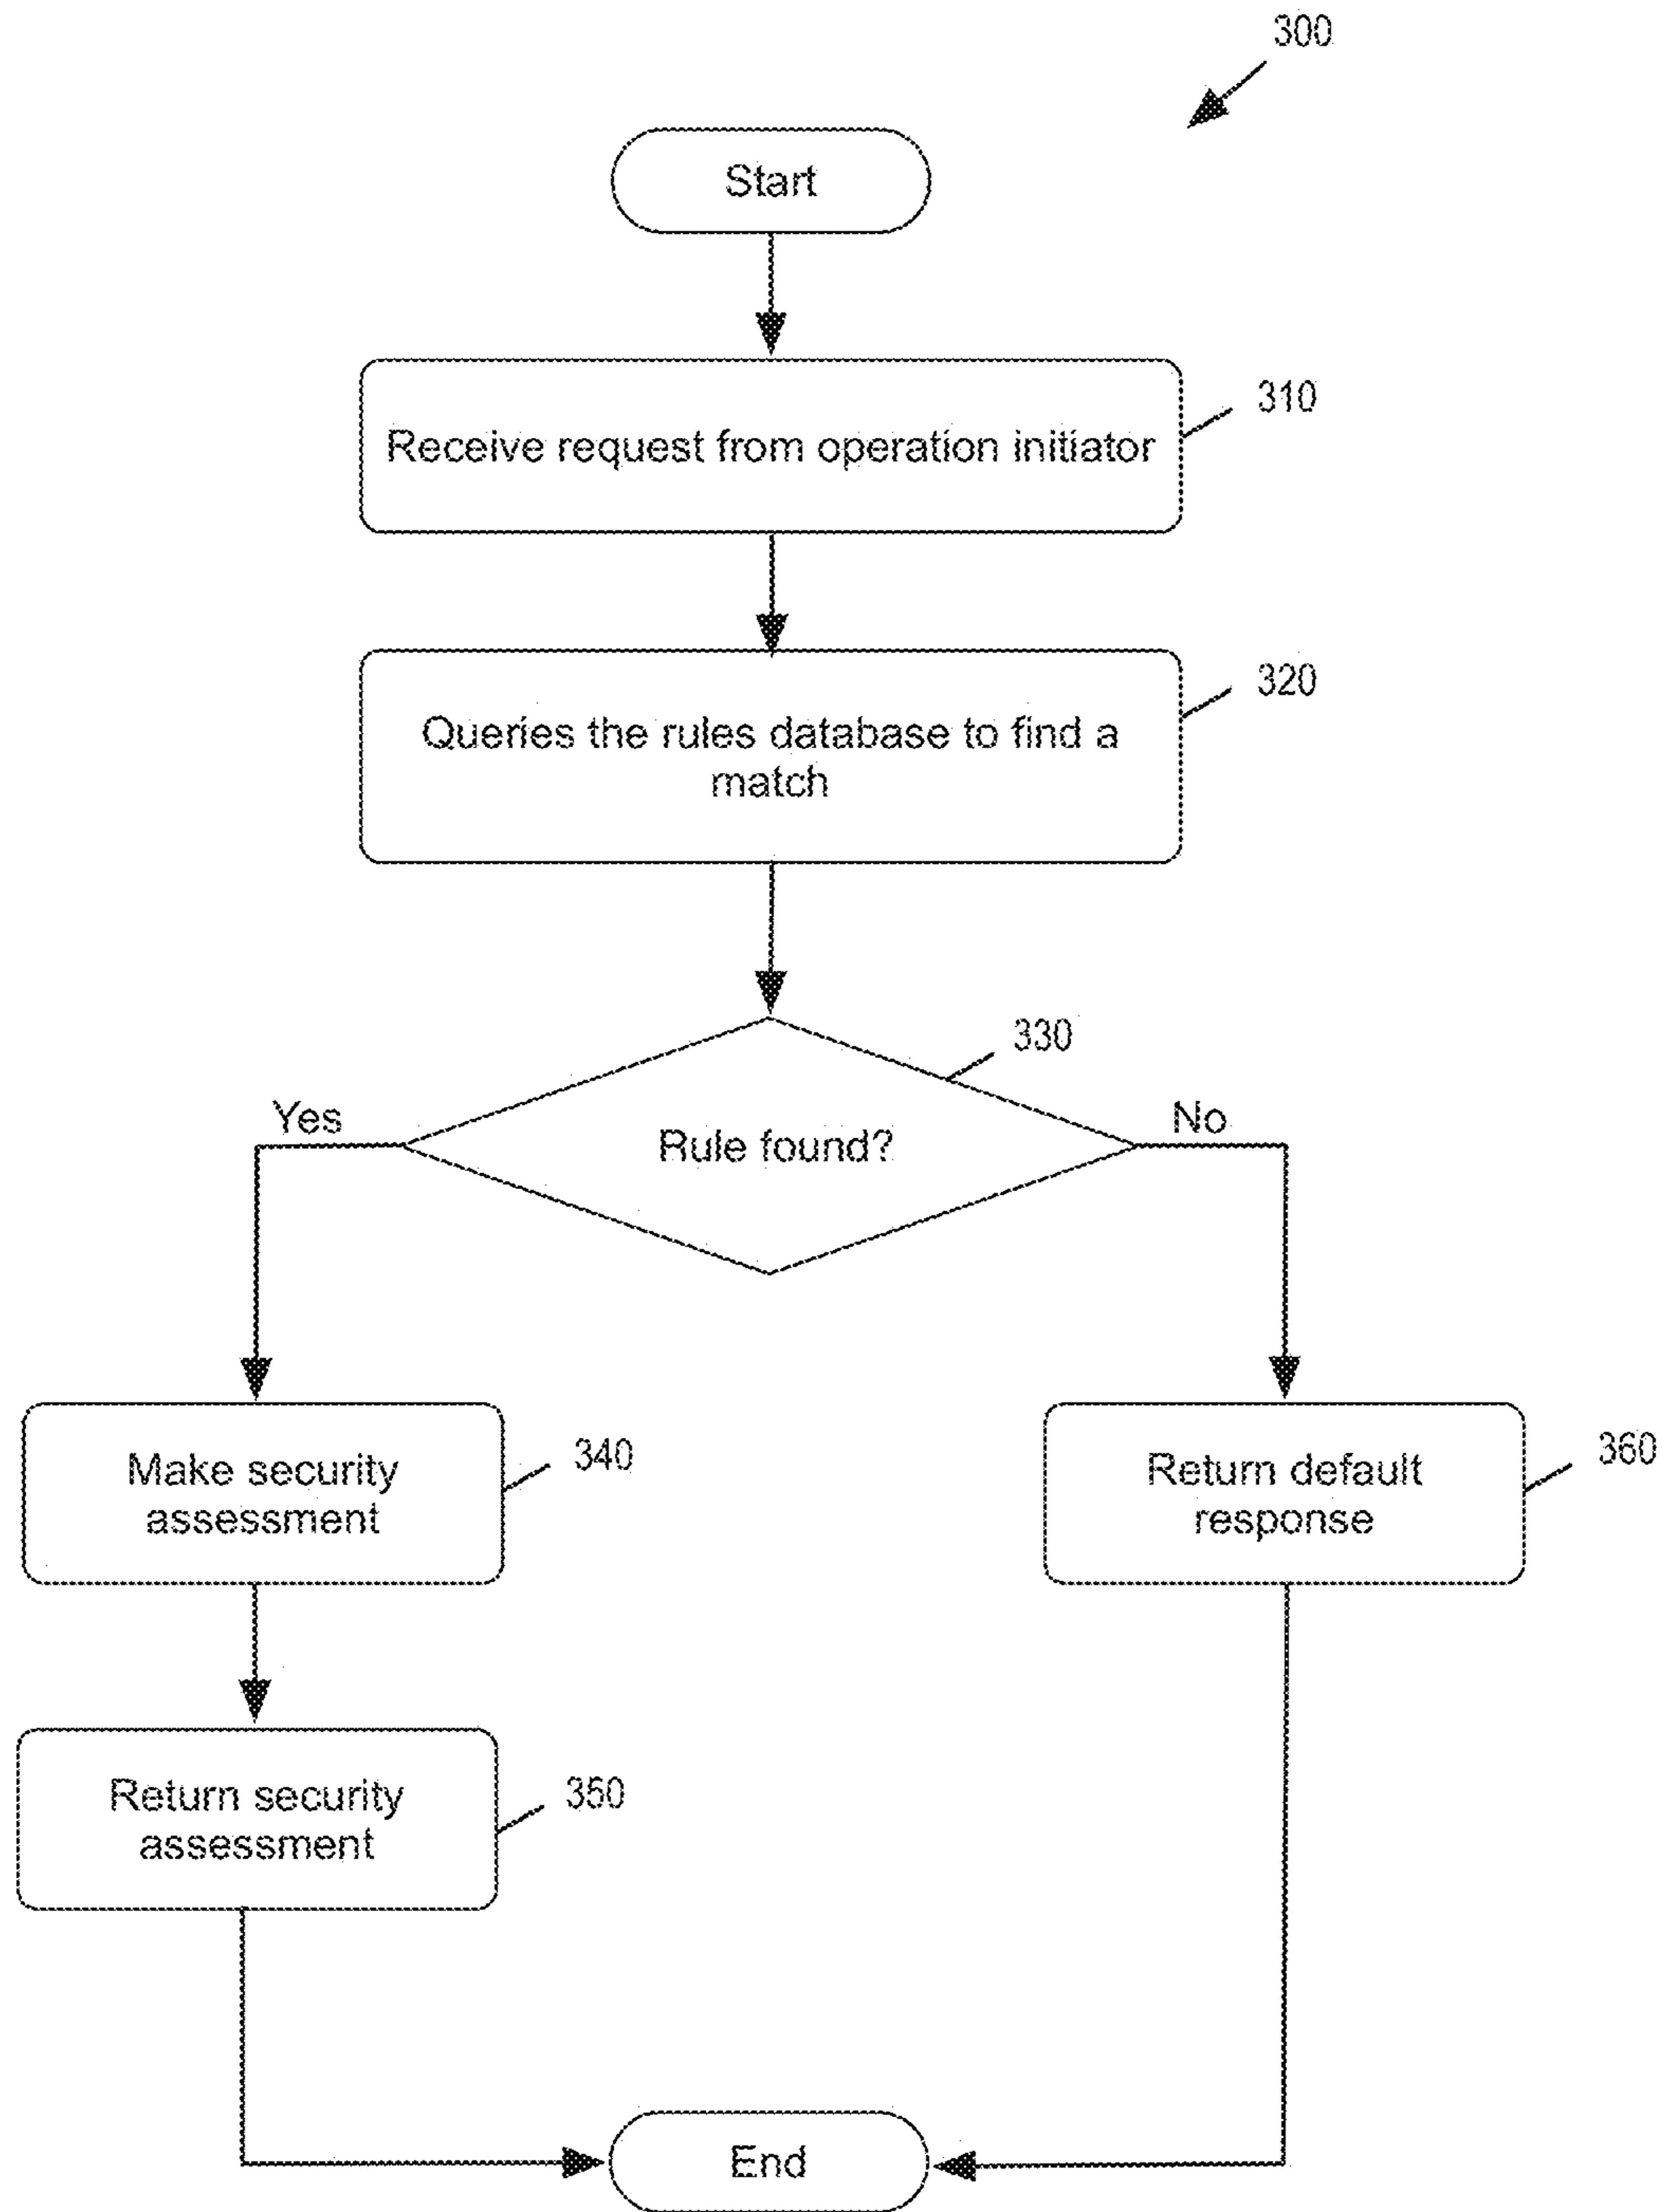 300
Start
Receive request from operation initiator
310
Queries the rules database to find a
match
320
330
Yes
Rule found?
No
Make security
assessment
340
Return default
response
360
Return security
assessment
350
End